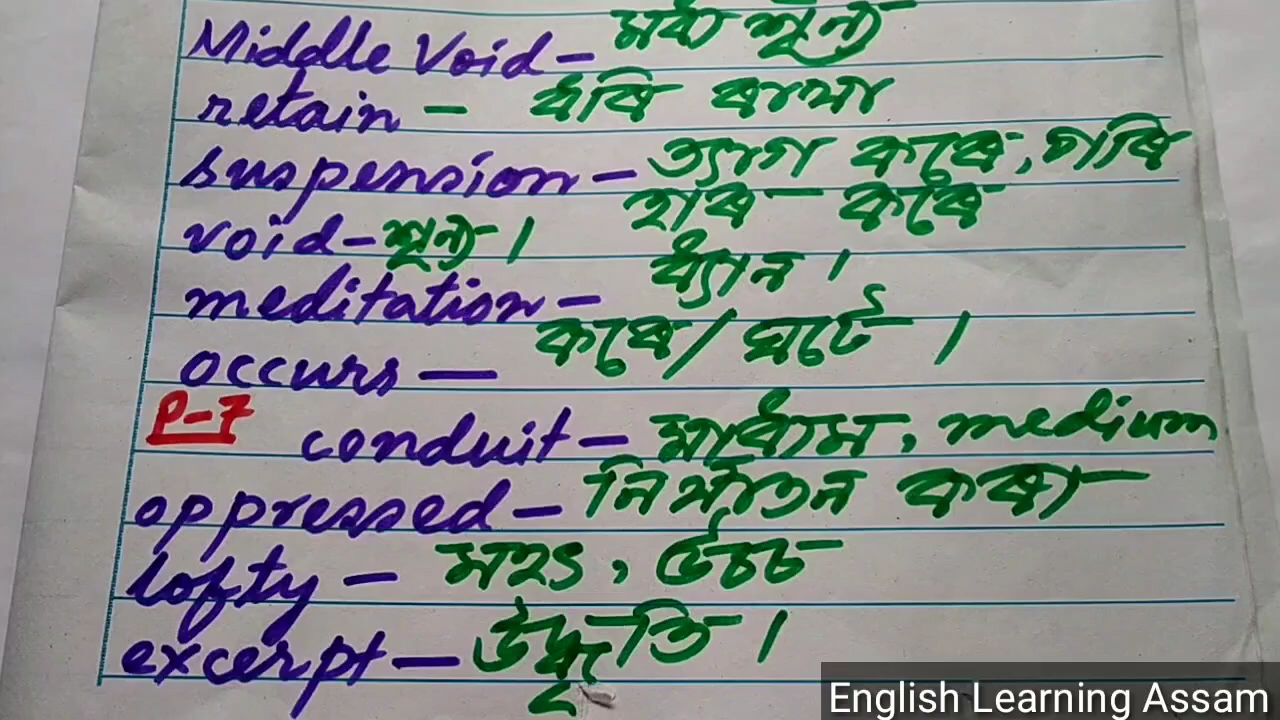 Middle Void - মধ্য শূন্য
retain - ধৰি ৰখা
suspension - ত্যাগ কৰে, পাৰি
হাৰ কৰে
void - শূন্য ।
meditation - ধ্যান ।
occurs - কৰে / ঘটে ।
P-7
conduit - মাধ্যম, medium
oppressed - নিৰ্যাতন কৰা
lofty - মহৎ, উচ্চ
excerpt - উদ্ধৃতি ।
English Learning Assam